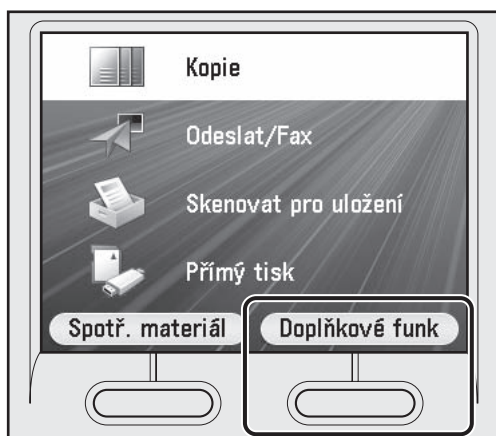 Kopie
Odeslat/Fax
Skenovat pro uložení
Přímý tisk
Spotř. materiál Doplňkové funk